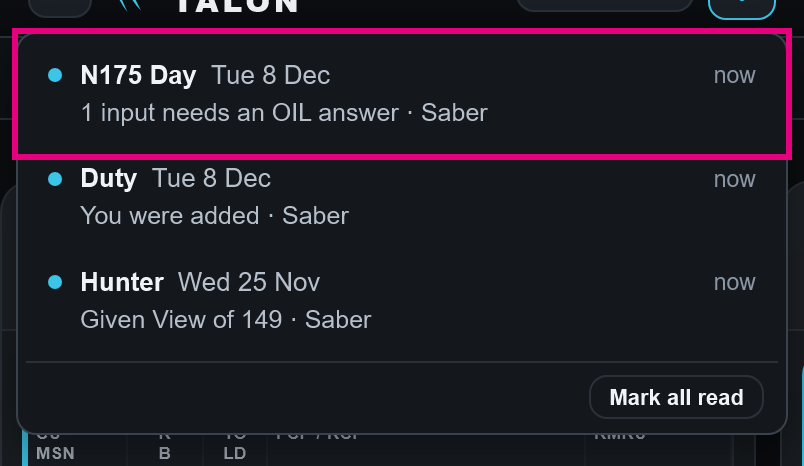 TALON
N175 Day Tue 8 Dec now
1 input needs an OIL answer · Saber
Duty Tue 8 Dec now
You were added · Saber
Hunter Wed 25 Nov now
Given View of 149 · Saber
Mark all read
MSN B LD